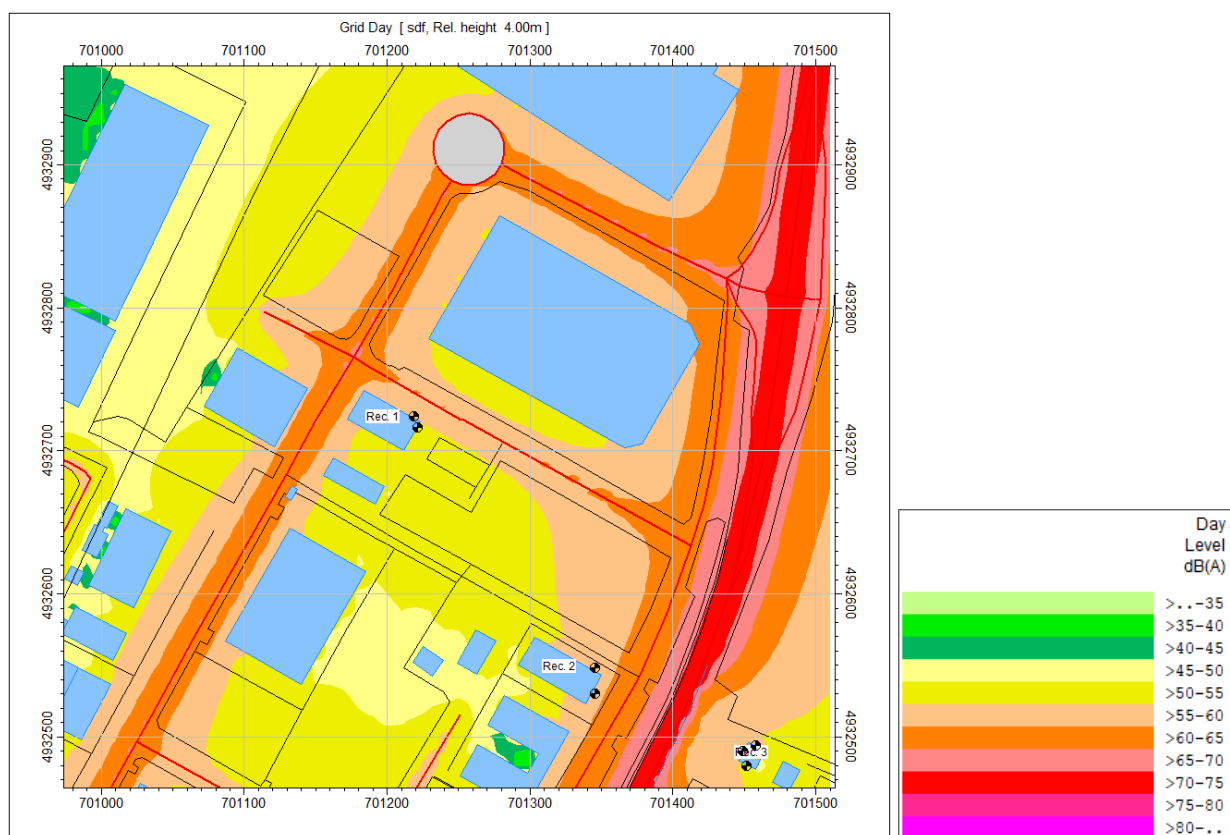 Grid Day [ sdf, Rel. height 4.00m ]
701000 701100 701200 701300 701400 701500
4932900 4932900
4932800 4932800
Rec. 1
4932700 4932700
4932600 4932600
Rec. 2
4932500 Rec. 3 4932500
701000 701100 701200 701300 701400 701500
Day
Level
dB(A)
>..-35
>35-40
>40-45
>45-50
>50-55
>55-60
>60-65
>65-70
>70-75
>75-80
>80-..